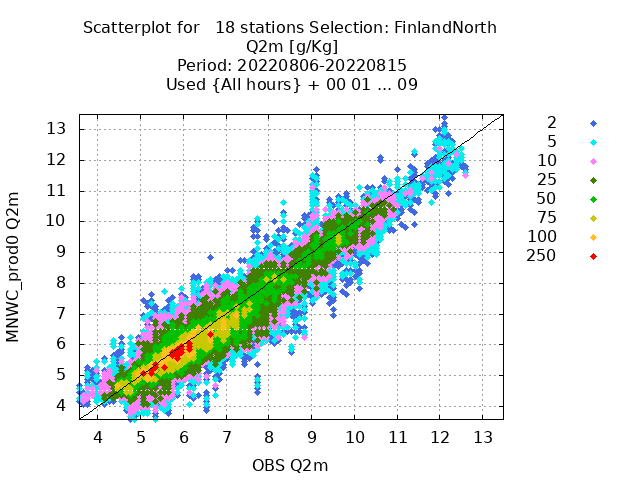 Scatterplot for   18 stations Selection: FinlandNorth
Q2m [g/Kg]
Period: 20220806-20220815
Used {All hours} + 00 01 ... 09
MNWC_prod0 Q2m
13
12
11
10
9
8
7
6
5
4
4 5 6 7 8 9 10 11 12 13
OBS Q2m
2
5
10
25
50
75
100
250